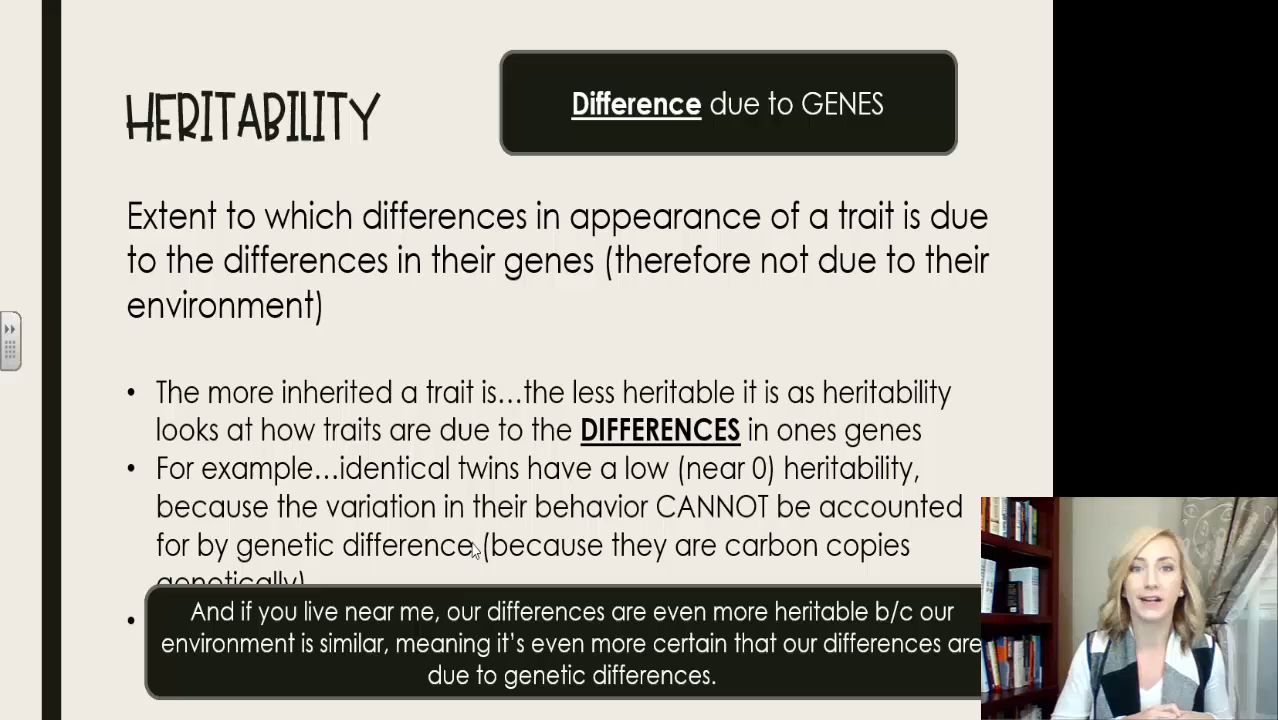 HERITABILITY
Difference due to GENES
Extent to which differences in appearance of a trait is due
to the differences in their genes (therefore not due to their
environment)
• The more inherited a trait is…the less heritable it is as heritability
looks at how traits are due to the DIFFERENCES in ones genes
• For example…identical twins have a low (near 0) heritability,
because the variation in their behavior CANNOT be accounted
for by genetic difference (because they are carbon copies
genetically)
•
And if you live near me, our differences are even more heritable b/c our
environment is similar, meaning it's even more certain that our differences are
due to genetic differences.